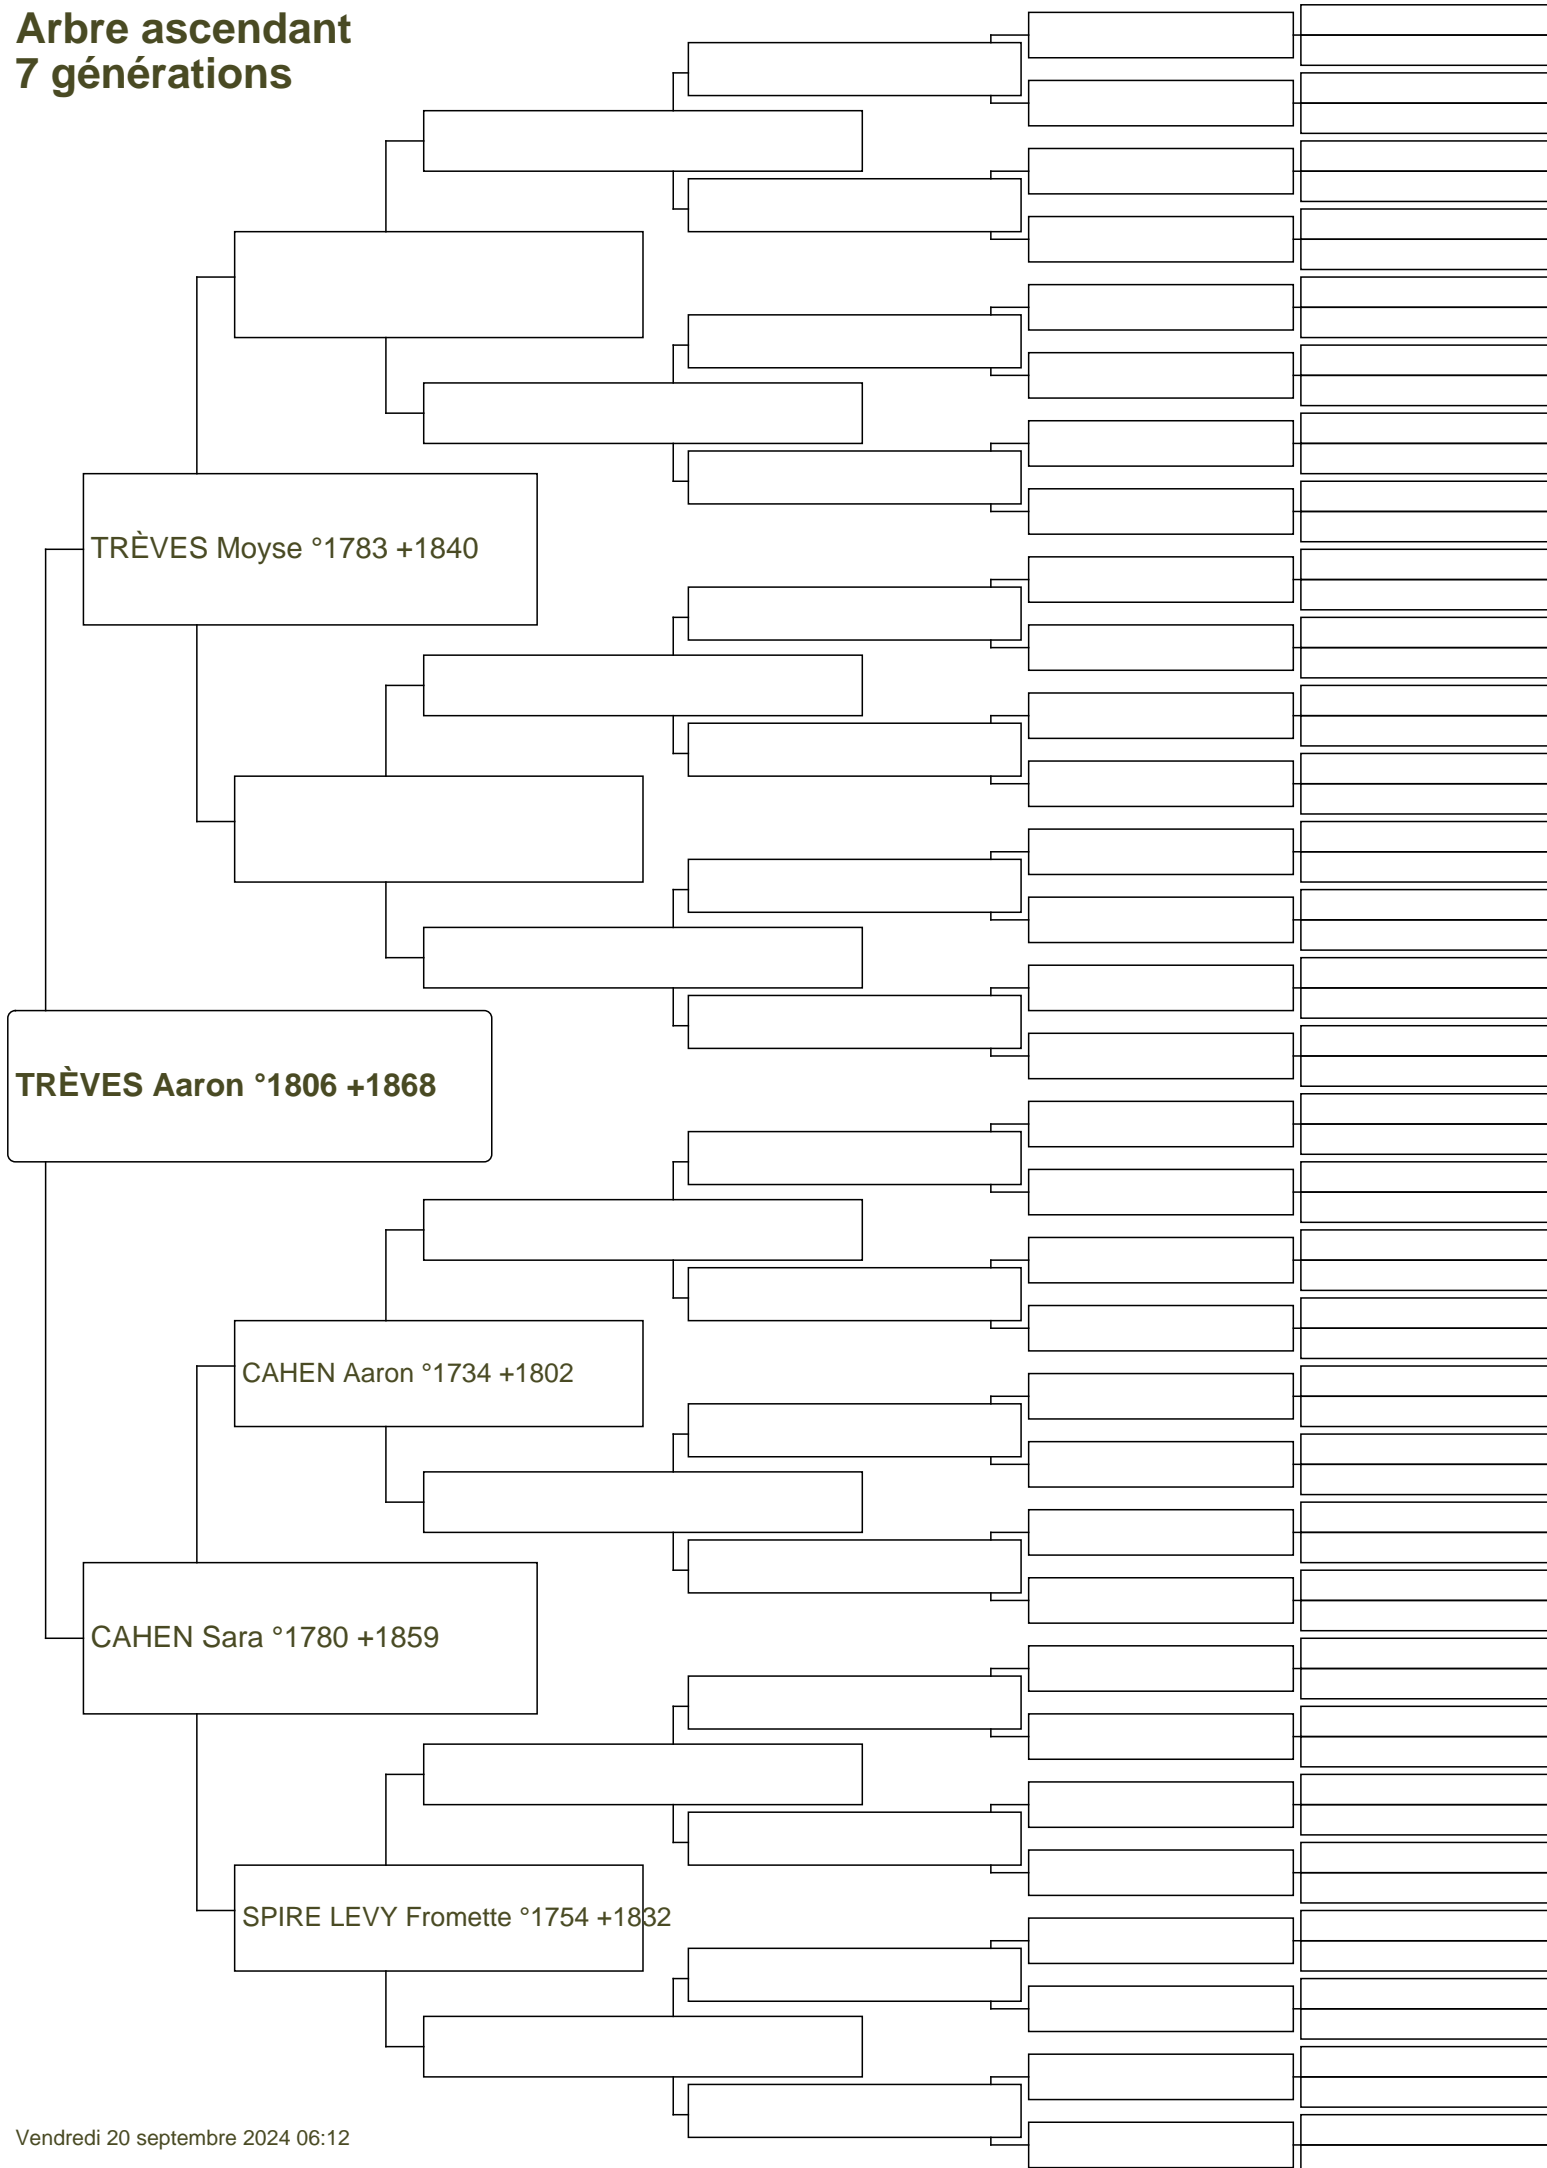 Arbre ascendant
7 générations
TRÈVES Moyse °1783 +1840
TRÈVES Aaron °1806 +1868
CAHEN Aaron °1734 +1802
CAHEN Sara °1780 +1859
SPIRE LEVY Fromette °1754 +1832
Vendredi 20 septembre 2024 06:12